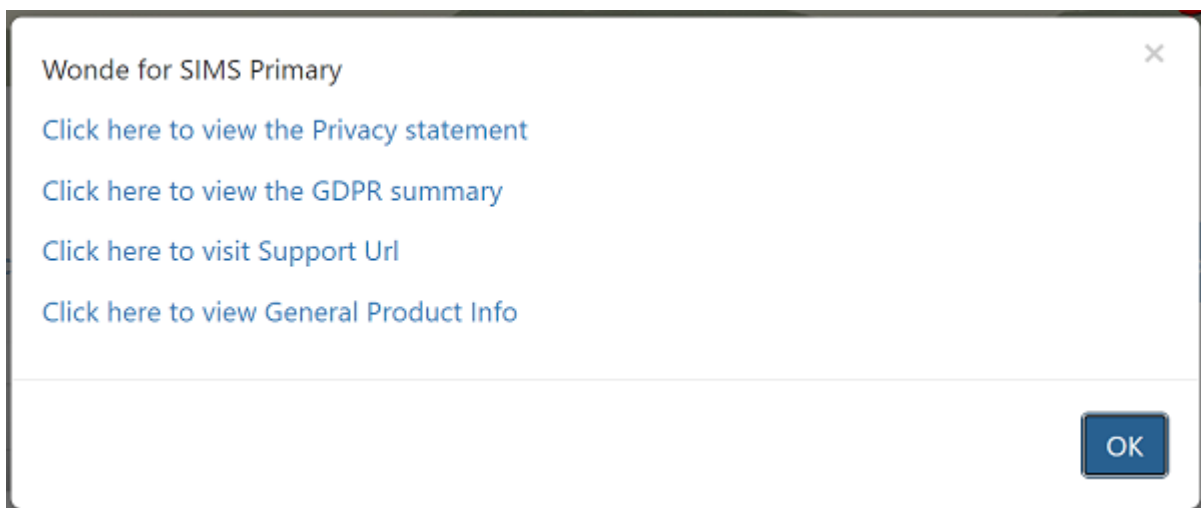 Wonde for SIMS Primary
×
Click here to view the Privacy statement
Click here to view the GDPR summary
Click here to visit Support Url
Click here to view General Product Info
OK